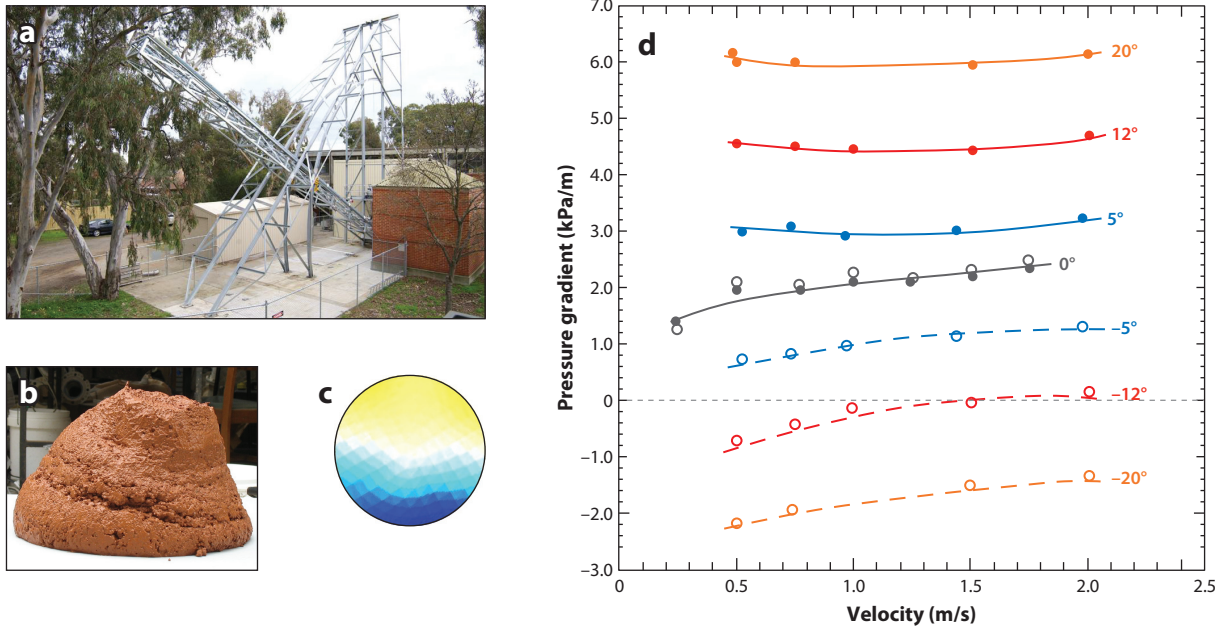 a
b
c
d
Pressure gradient (kPa/m)
7.0
6.0
5.0
4.0
3.0
2.0
1.0
0
–1.0
–2.0
–3.0
20°
12°
5°
0°
–5°
–12°
–20°
0 0.5 1.0 1.5 2.0 2.5
Velocity (m/s)